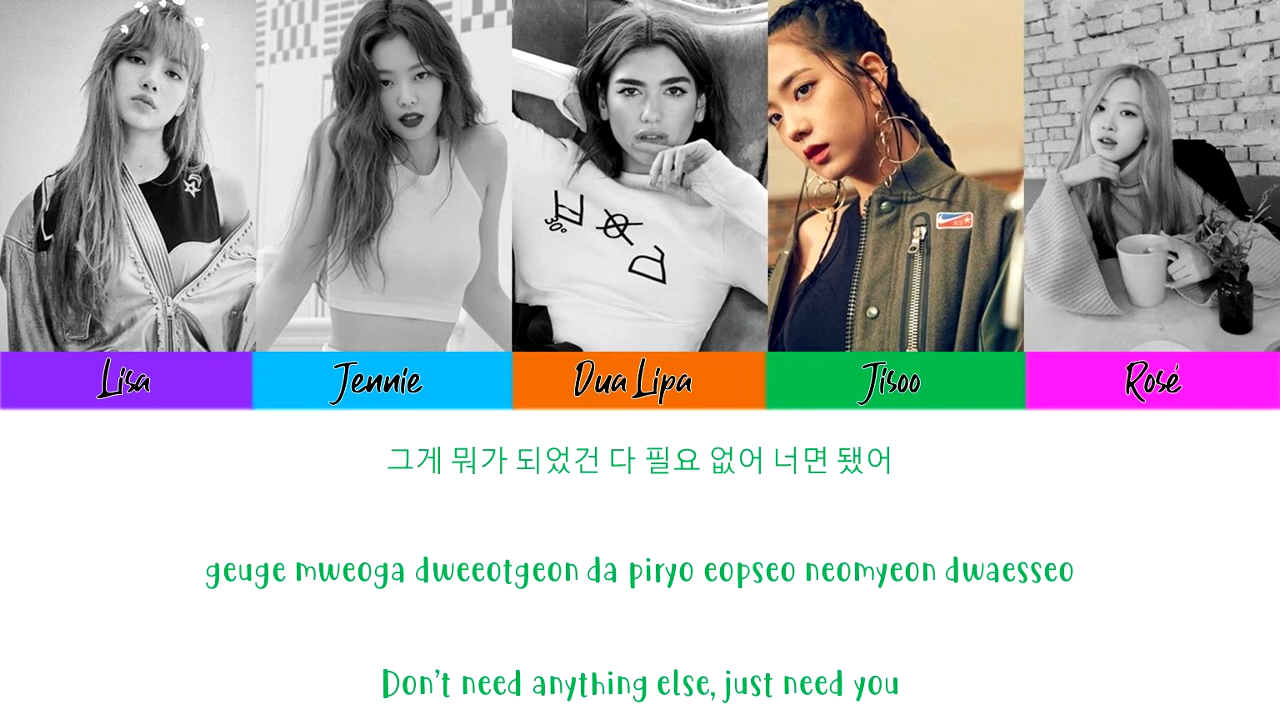 Lisa
Jennie
Dua Lipa
Jisoo
Rosé
그게 뭐가 되었건 다 필요 없어 너면 됐어
geuge mweoga dweeotgeon da piryo eopseo neomyeon dwaesseo
Don't need anything else, just need you